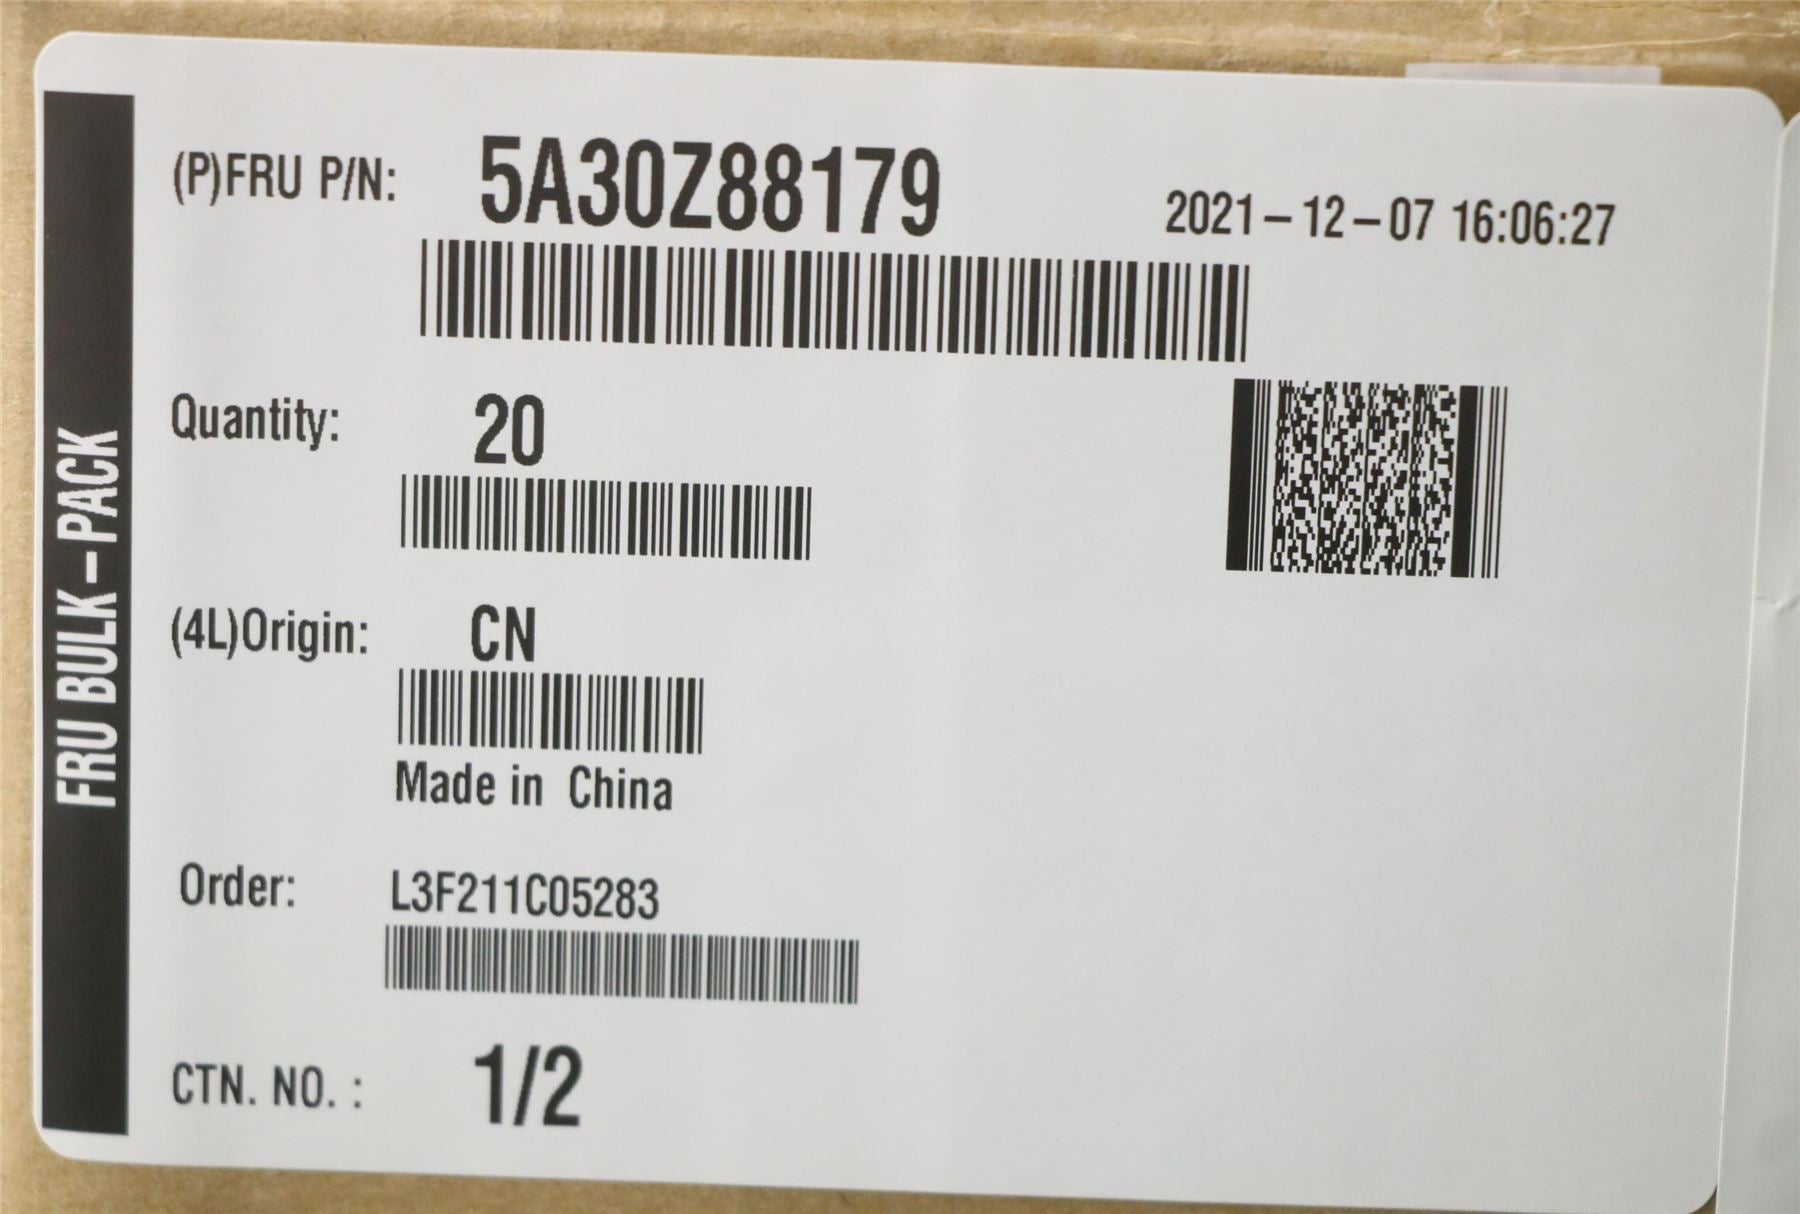 FRU BULK-PACK
(P)FRU P/N: 5A30Z88179
2021-12-07 16:06:27
Quantity: 20
(4L)Origin: CN
Made in China
Order: L3F211C05283
CTN. NO. : 1/2